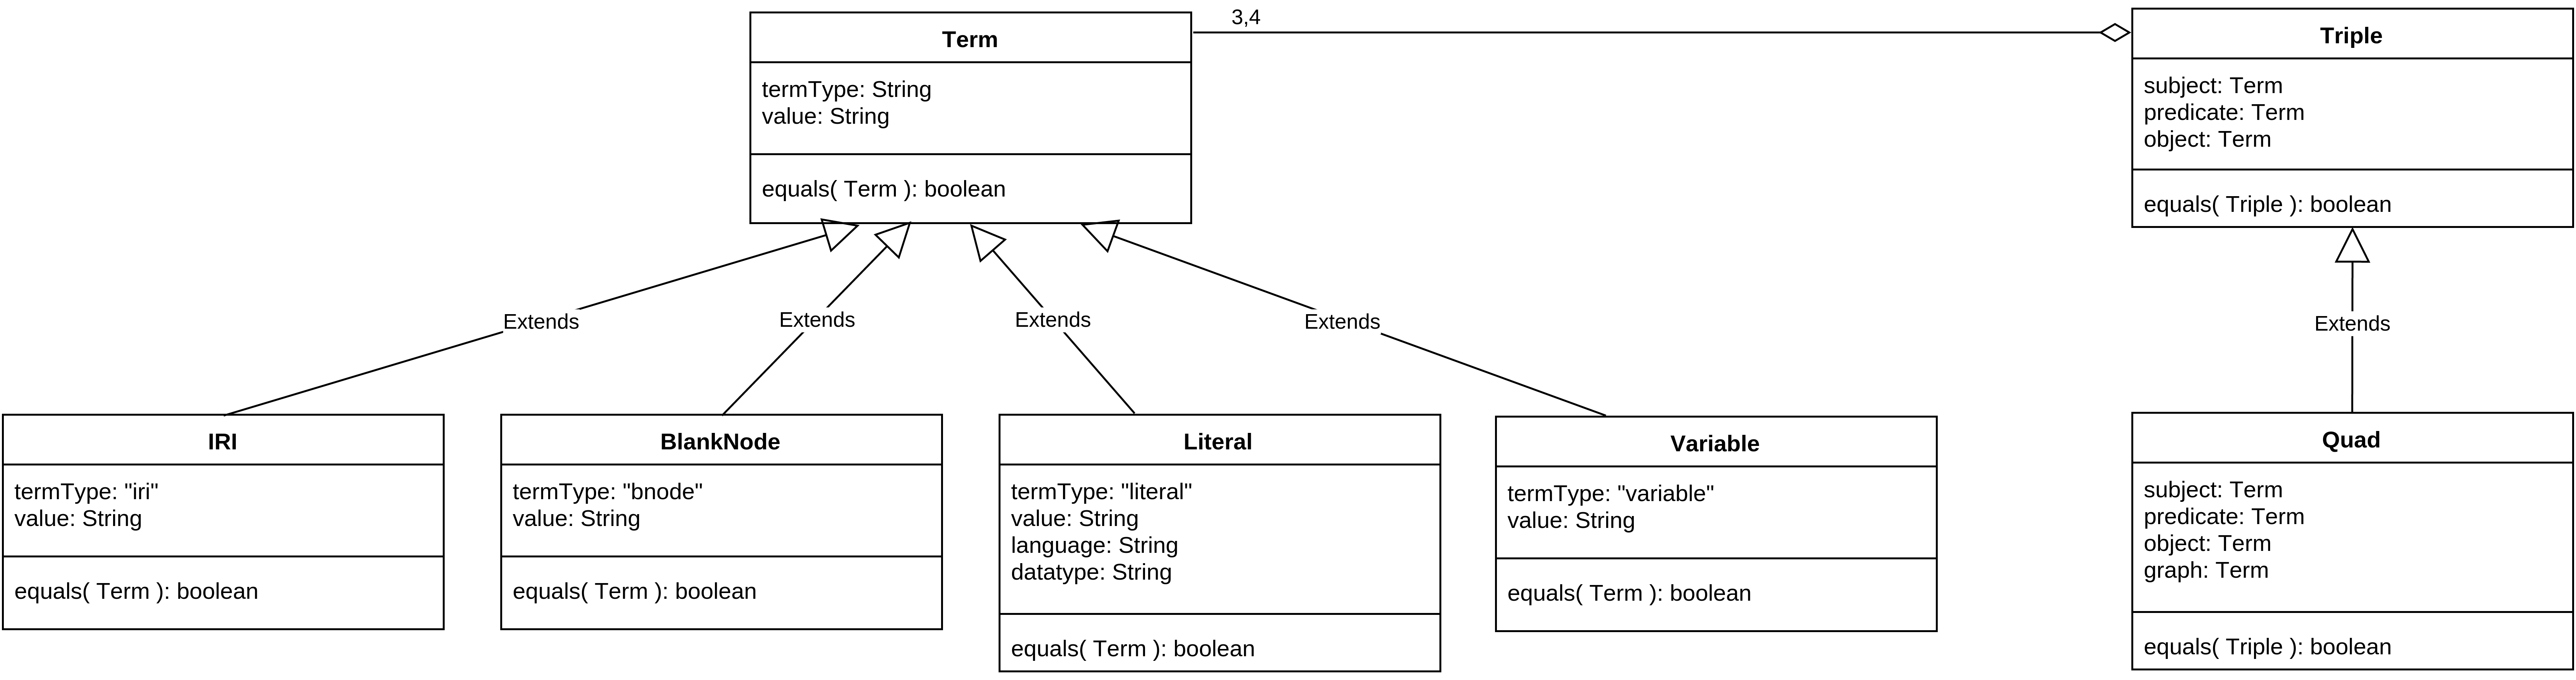 3,4
Term
termType: String
value: String
equals( Term ): boolean
Triple
subject: Term
predicate: Term
object: Term
equals( Triple ): boolean
Extends
Extends
Extends
Extends
Extends
IRI
termType: "iri"
value: String
equals( Term ): boolean
BlankNode
termType: "bnode"
value: String
equals( Term ): boolean
Literal
termType: "literal"
value: String
language: String
datatype: String
equals( Term ): boolean
Variable
termType: "variable"
value: String
equals( Term ): boolean
Quad
subject: Term
predicate: Term
object: Term
graph: Term
equals( Triple ): boolean